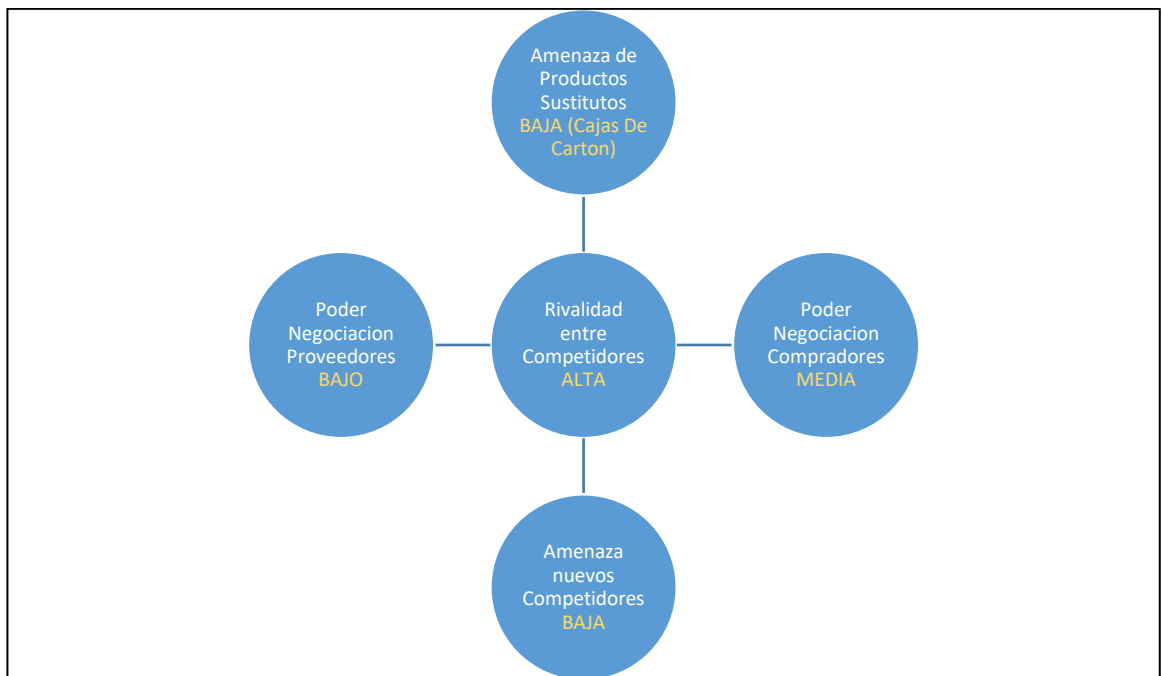 Amenaza de
Productos
Sustitutos
BAJA (Cajas De
Carton)
Poder
Negociacion
Proveedores
BAJO
Rivalidad
entre
Competidores
ALTA
Poder
Negociacion
Compradores
MEDIA
Amenaza
nuevos
Competidores
BAJA